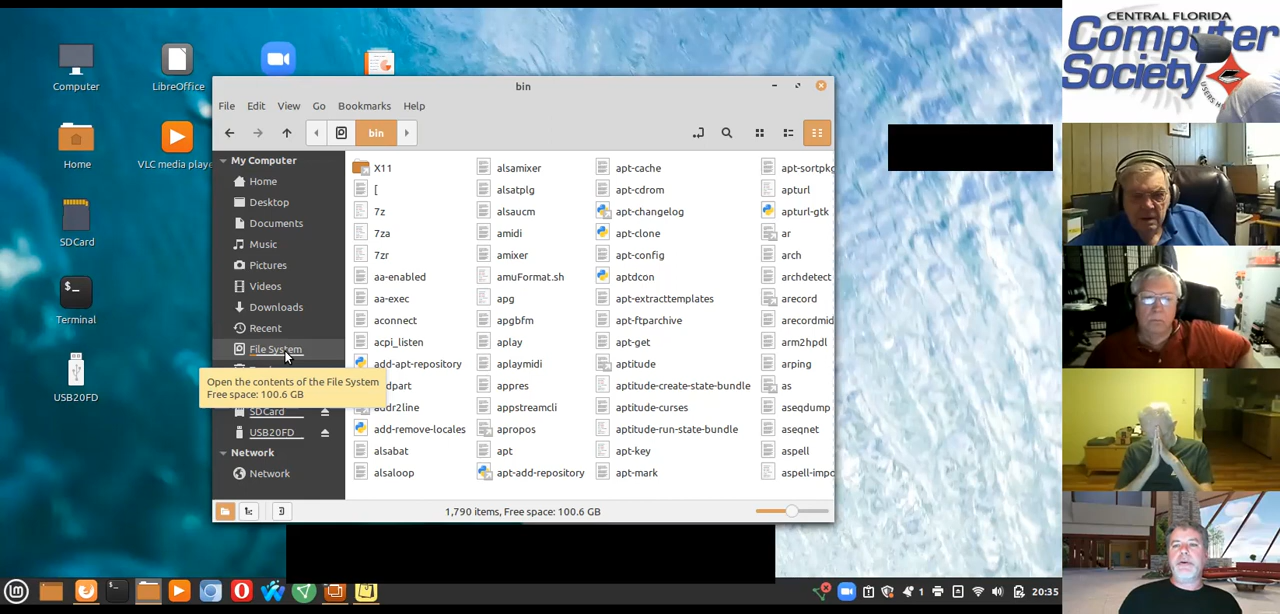 CENTRAL FLORIDA
Computer
Society
USERS
Computer
LibreOffice
Home
VLC media playe
SDCard
Terminal
USB20FD
bin
File Edit View Go Bookmarks Help
bin
My Computer
Home
Desktop
Documents
Music
Pictures
Videos
Downloads
Recent
File System
Open the contents of the File System
Free space: 100.6 GB
SDCard
USB20FD
Network
Network
X11
[
7z
7za
7zr
aa-enabled
aa-exec
aconnect
acpi_listen
add-apt-repository
addr2line
add-remove-locales
alsabat
alsaloop
alsamixer
alsatplg
alsaucm
amidi
amixer
amuFormat.sh
apg
apgbfm
aplay
aplaymidi
appres
appstreamcli
apropos
apt
apt-add-repository
apt-cache
apt-cdrom
apt-changelog
apt-clone
apt-config
aptdcon
apt-extracttemplates
apt-ftparchive
apt-get
aptitude
aptitude-create-state-bundle
aptitude-curses
aptitude-run-state-bundle
apt-key
apt-mark
apt-sortpkg
apturl
apturl-gtk
ar
arch
arecord
arecordmid
arm2hpdl
arping
as
aseqdump
aseqnet
aspell
aspell-impo
1,790 items, Free space: 100.6 GB
1
20:35